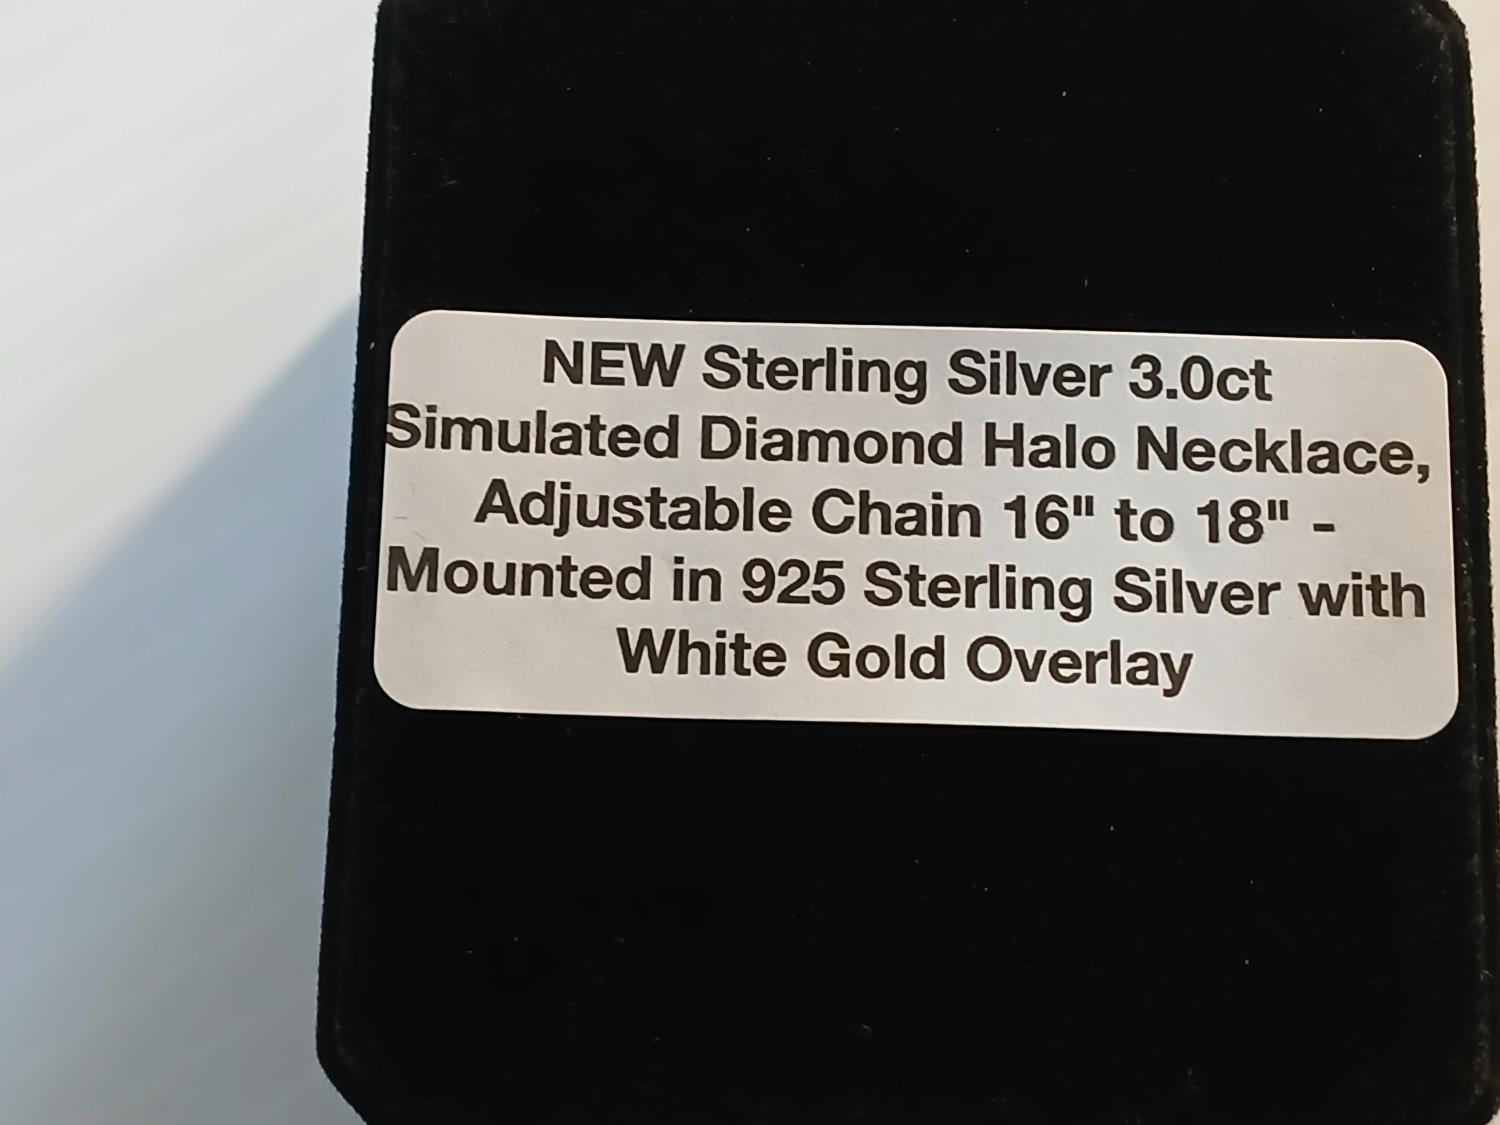 NEW Sterling Silver 3.0ct
Simulated Diamond Halo Necklace,
Adjustable Chain 16" to 18" -
Mounted in 925 Sterling Silver with
White Gold Overlay